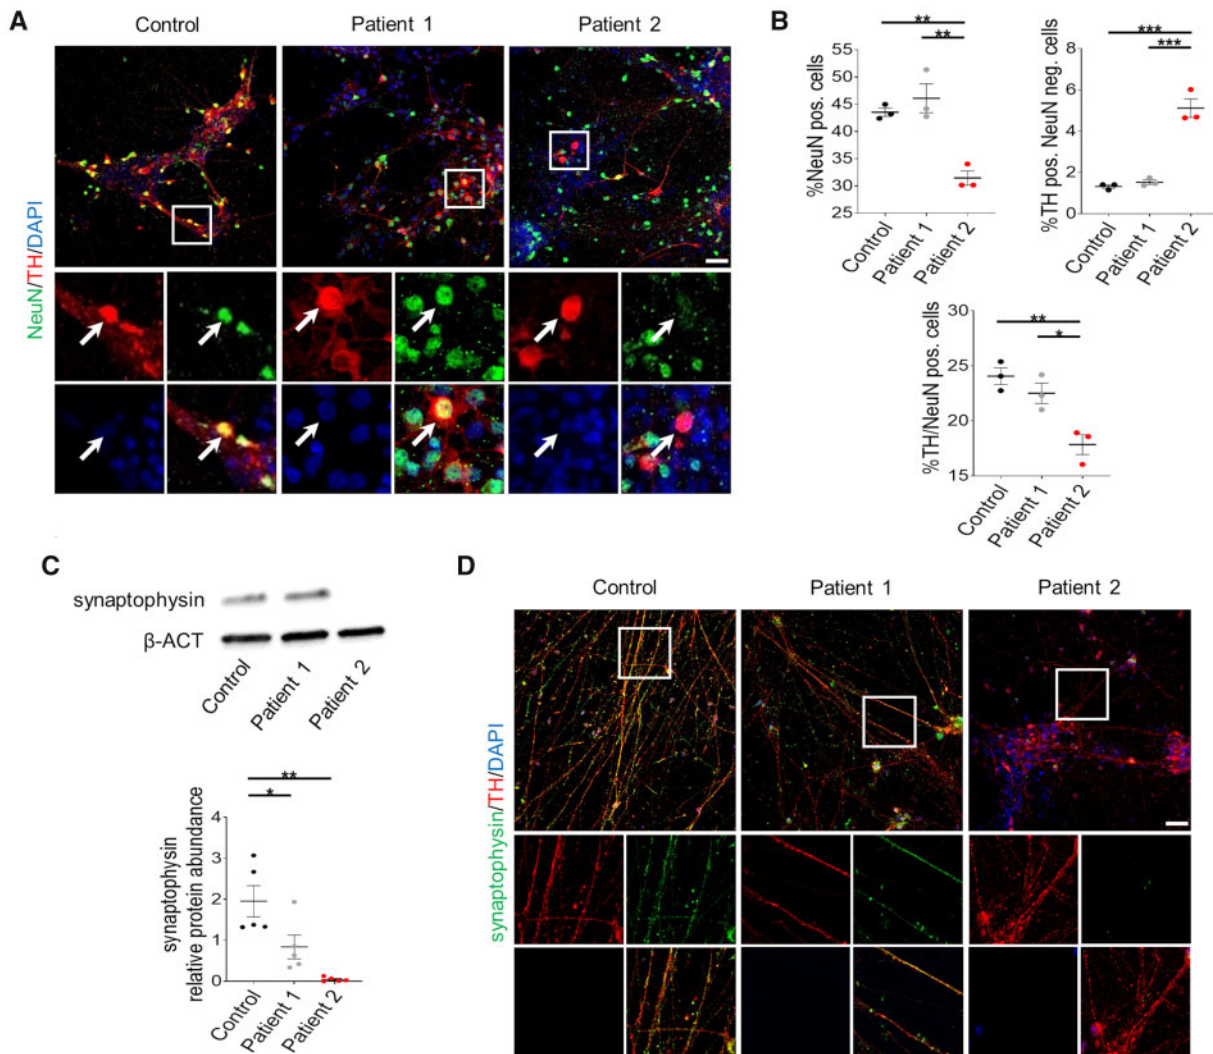 A
Control
Patient 1
Patient 2
NeuN/TH/DAPI
B
**
**
%NeuN pos. cells
55
50
45
40
35
30
25
Control
Patient 1
Patient 2
***
***
%TH pos. NeuN neg. cells
8
6
4
2
0
Control
Patient 1
Patient 2
**
*
%TH/NeuN pos. cells
30
25
20
15
Control
Patient 1
Patient 2
C
synaptophysin
β-ACT
Control
Patient 1
Patient 2
**
*
synaptophysin
relative protein abundance
4
3
2
1
0
Control
Patient 1
Patient 2
D
Control
Patient 1
Patient 2
synaptophysin/TH/DAPI